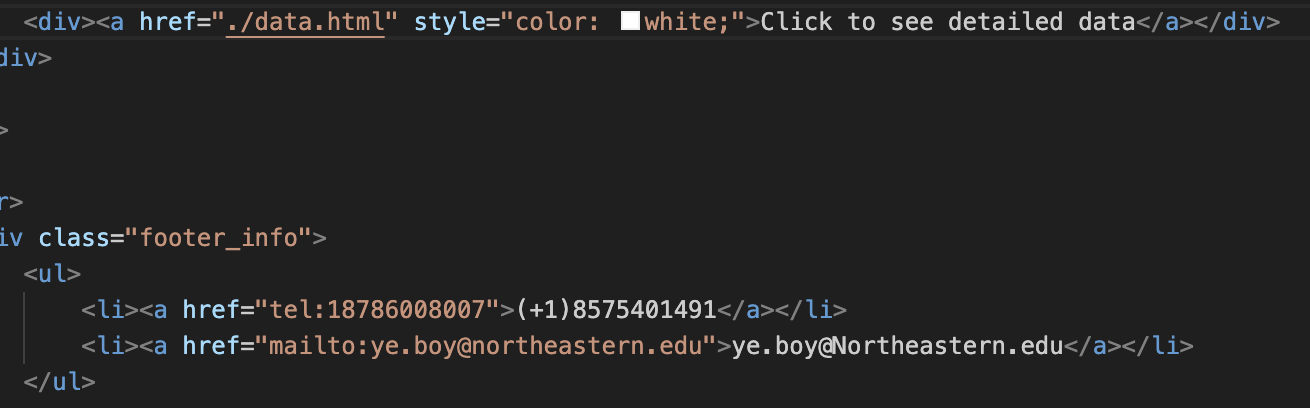 <div><a href="./data.html" style="color: white;">Click to see detailed data</a></div>
div>
>
r>
iv class="footer_info">
<ul>
<li><a href="tel:18786008007">(+1)8575401491</a></li>
<li><a href="mailto:ye.boy@northeastern.edu">ye.boy@Northeastern.edu</a></li>
</ul>